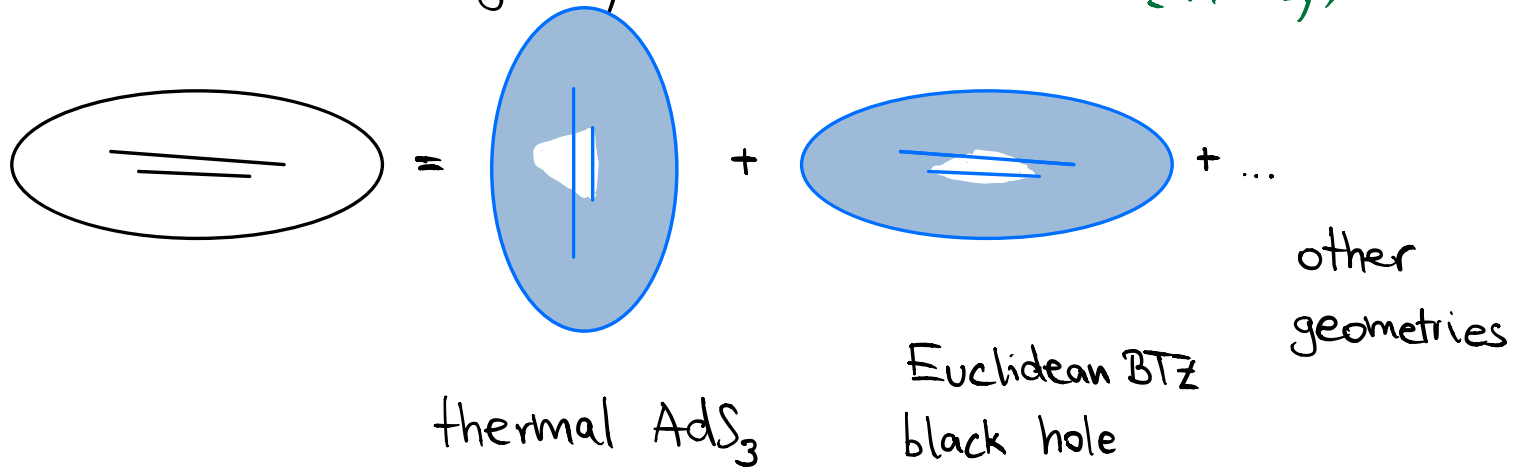 = + + ...
other
geometries
Euclidean BTZ
black hole
thermal AdS₃